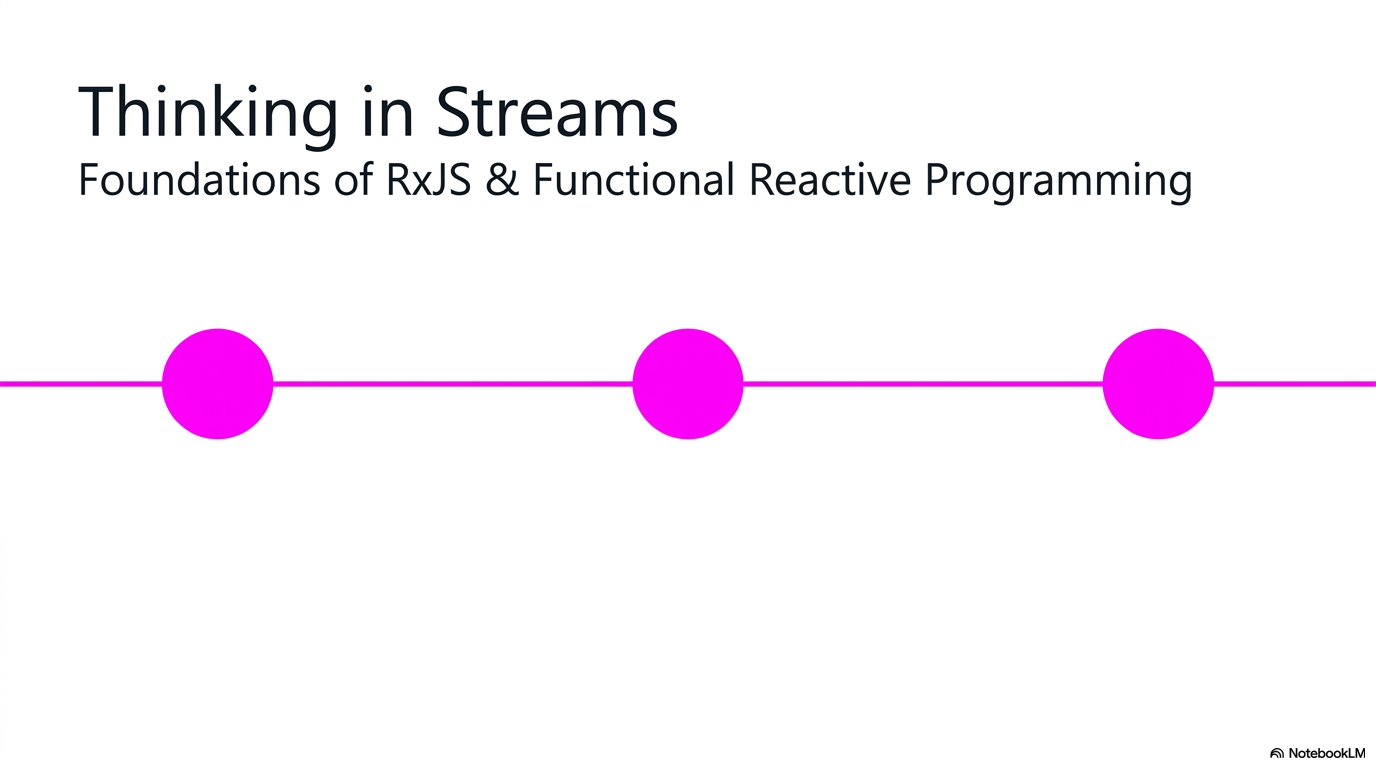 Thinking in Streams
Foundations of RxJS & Functional Reactive Programming
NotebookLM